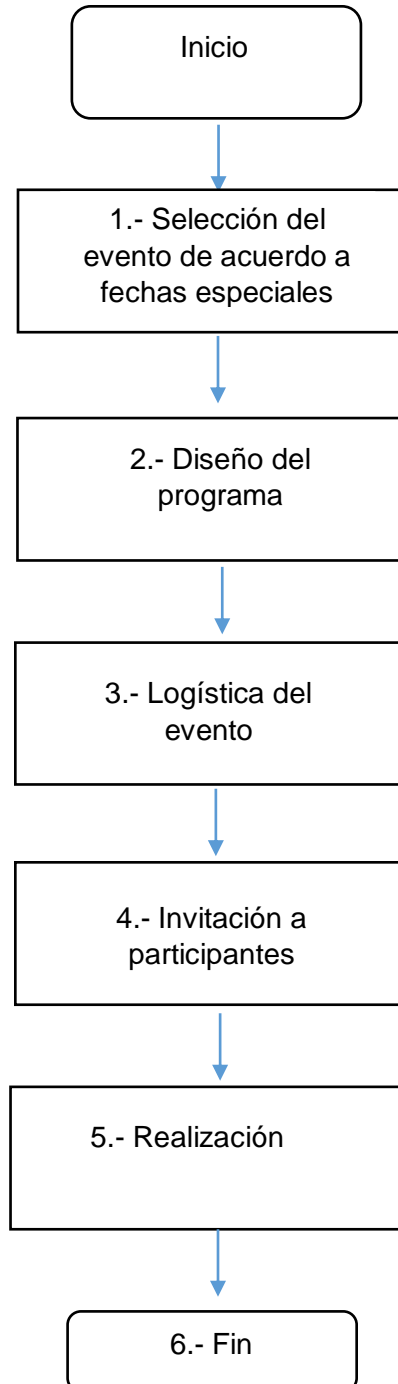 Inicio
1.- Selección del
evento de acuerdo a
fechas especiales
2.- Diseño del
programa
3.- Logística del
evento
4.- Invitación a
participantes
5.- Realización
6.- Fin